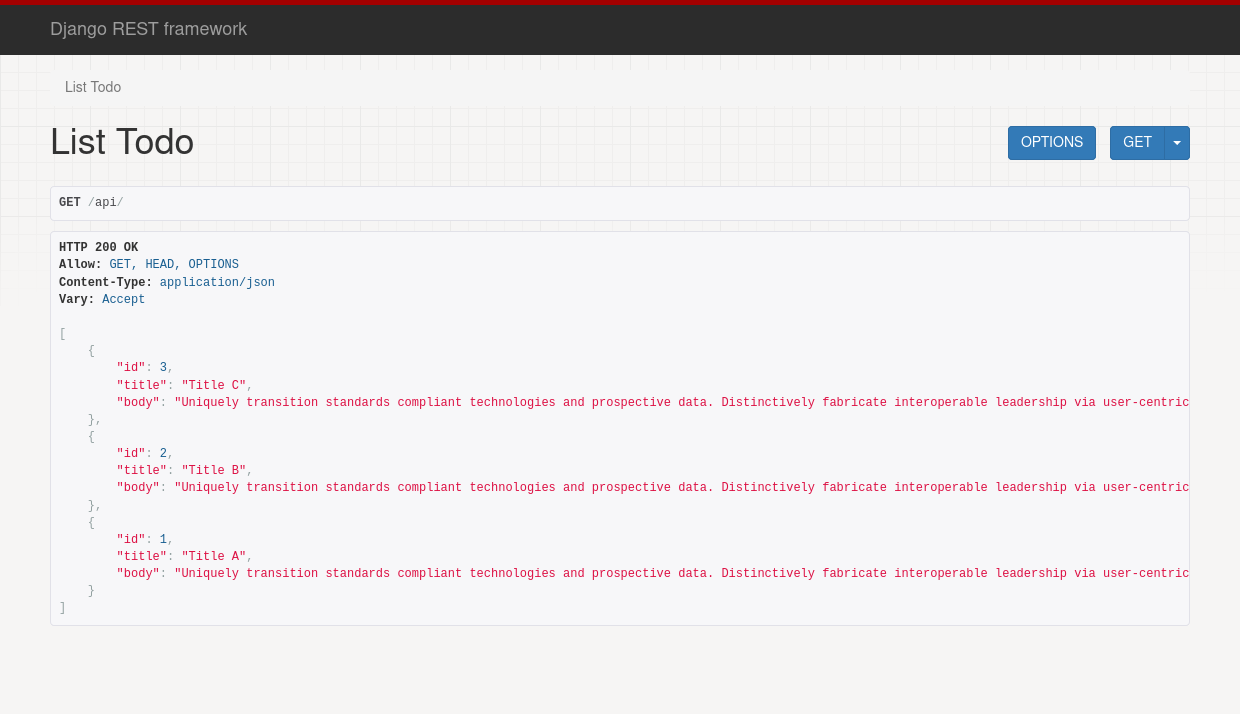 Django REST framework
List Todo
List Todo
OPTIONS GET
GET /api/
HTTP 200 OK
Allow: GET, HEAD, OPTIONS
Content-Type: application/json
Vary: Accept
[
    {
        "id": 3,
        "title": "Title C",
        "body": "Uniquely transition standards compliant technologies and prospective data. Distinctively fabricate interoperable leadership via user-centric
    },
    {
        "id": 2,
        "title": "Title B",
        "body": "Uniquely transition standards compliant technologies and prospective data. Distinctively fabricate interoperable leadership via user-centric
    },
    {
        "id": 1,
        "title": "Title A",
        "body": "Uniquely transition standards compliant technologies and prospective data. Distinctively fabricate interoperable leadership via user-centric
    }
]